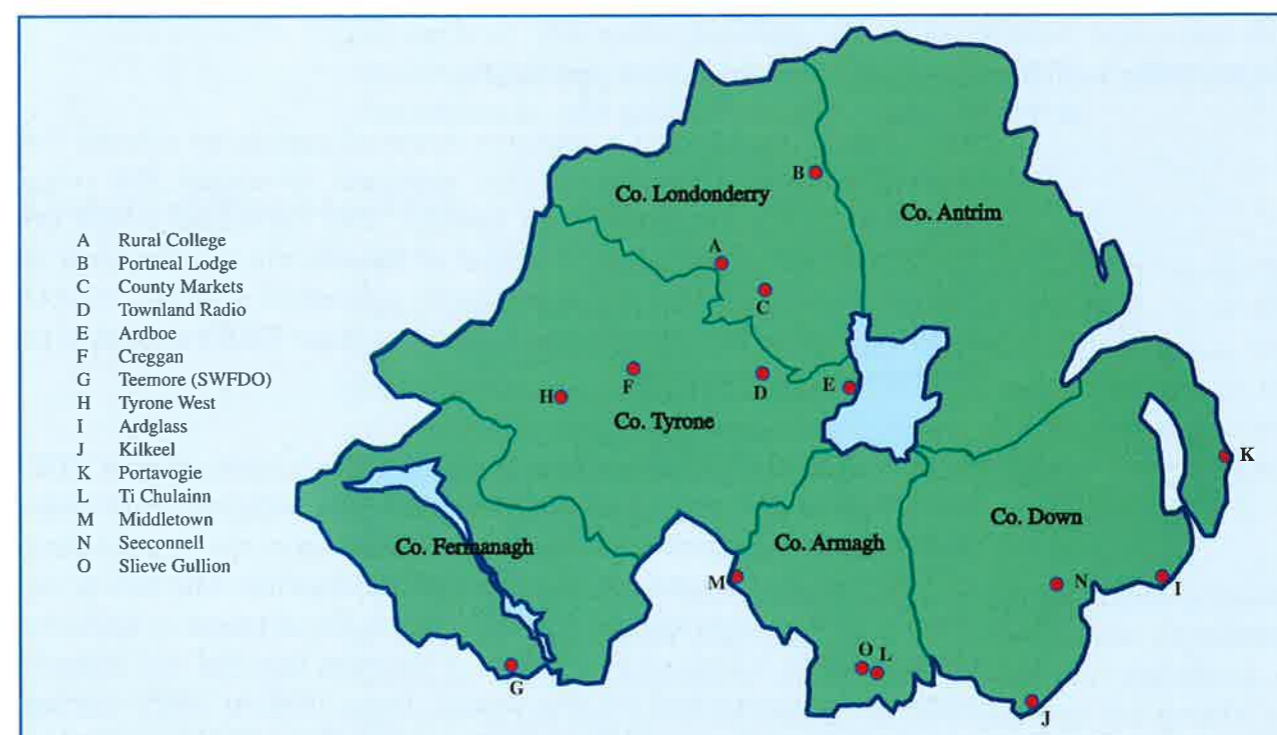 A Rural College
B Portneal Lodge
C County Markets
D Townland Radio
E Ardboe
F Creggan
G Teemore (SWFDO)
H Tyrone West
I Ardglass
J Kilkeel
K Portavogie
L Ti Chulainn
M Middletown
N Seeconnell
O Slieve Gullion
B
Co. Londonderry
Co. Antrim
A
C
F
D
E
H
Co. Tyrone
K
Co. Down
Co. Fermanagh
Co. Armagh
M
N
I
O
L
G
J